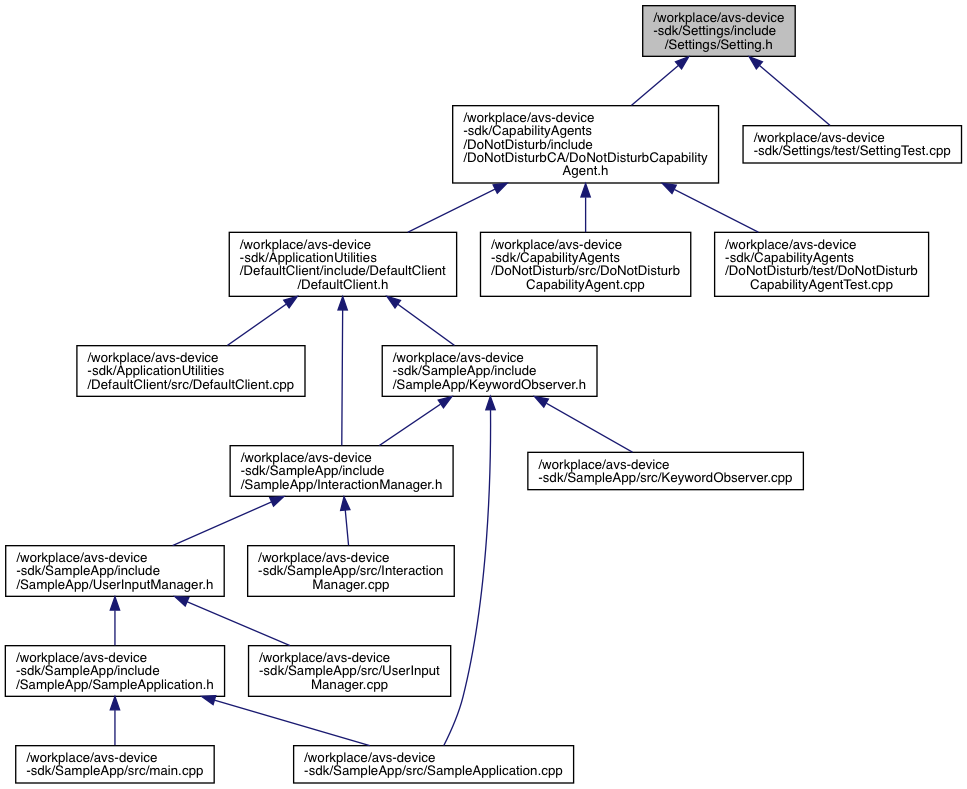 /workplace/avs-device
-sdk/Settings/include
/Settings/Setting.h
/workplace/avs-device
-sdk/CapabilityAgents
/DoNotDisturb/include
/DoNotDisturbCA/DoNotDisturbCapability
Agent.h
/workplace/avs-device
-sdk/Settings/test/SettingTest.cpp
/workplace/avs-device
-sdk/ApplicationUtilities
/DefaultClient/include/DefaultClient
/DefaultClient.h
/workplace/avs-device
-sdk/CapabilityAgents
/DoNotDisturb/src/DoNotDisturb
CapabilityAgent.cpp
/workplace/avs-device
-sdk/CapabilityAgents
/DoNotDisturb/test/DoNotDisturb
CapabilityAgentTest.cpp
/workplace/avs-device
-sdk/ApplicationUtilities
/DefaultClient/src/DefaultClient.cpp
/workplace/avs-device
-sdk/SampleApp/include
/SampleApp/KeywordObserver.h
/workplace/avs-device
-sdk/SampleApp/include
/SampleApp/InteractionManager.h
/workplace/avs-device
-sdk/SampleApp/src/KeywordObserver.cpp
/workplace/avs-device
-sdk/SampleApp/include
/SampleApp/UserInputManager.h
/workplace/avs-device
-sdk/SampleApp/src/Interaction
Manager.cpp
/workplace/avs-device
-sdk/SampleApp/include
/SampleApp/SampleApplication.h
/workplace/avs-device
-sdk/SampleApp/src/UserInput
Manager.cpp
/workplace/avs-device
-sdk/SampleApp/src/main.cpp
/workplace/avs-device
-sdk/SampleApp/src/SampleApplication.cpp